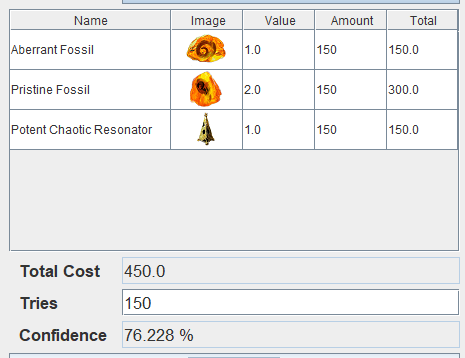 Name Image Value Amount Total
Aberrant Fossil 1.0 150 150.0
Pristine Fossil 2.0 150 300.0
Potent Chaotic Resonator 1.0 150 150.0
Total Cost 450.0
Tries 150
Confidence 76.228 %